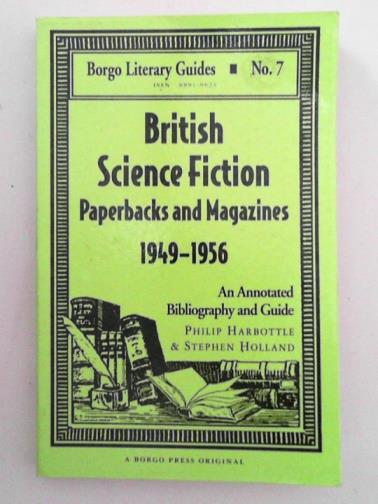 Borgo Literary Guides ■ No. 7
ISSN
British
Science Fiction
Paperbacks and Magazines
1949–1956
An Annotated
Bibliography and Guide
PHILIP HARBOTTLE
& STEPHEN HOLLAND
A BORGO PRESS ORIGINAL